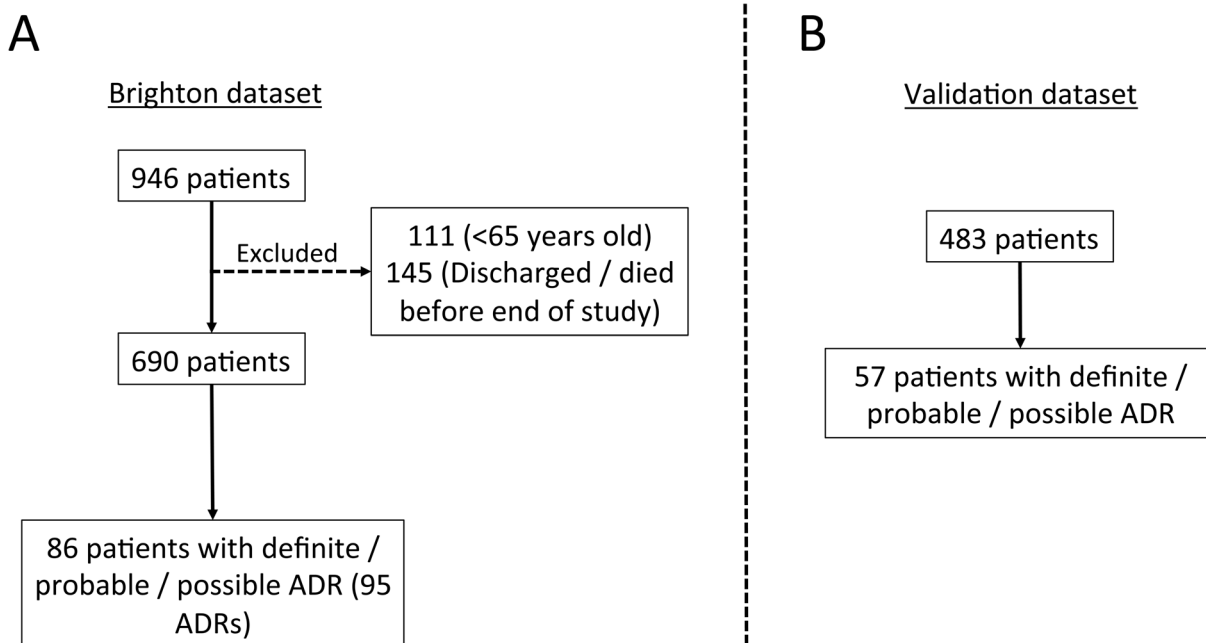 A
Brighton dataset
946 patients
Excluded
111 (<65 years old)
145 (Discharged / died
before end of study)
690 patients
86 patients with definite /
probable / possible ADR (95
ADRs)
B
Validation dataset
483 patients
57 patients with definite /
probable / possible ADR